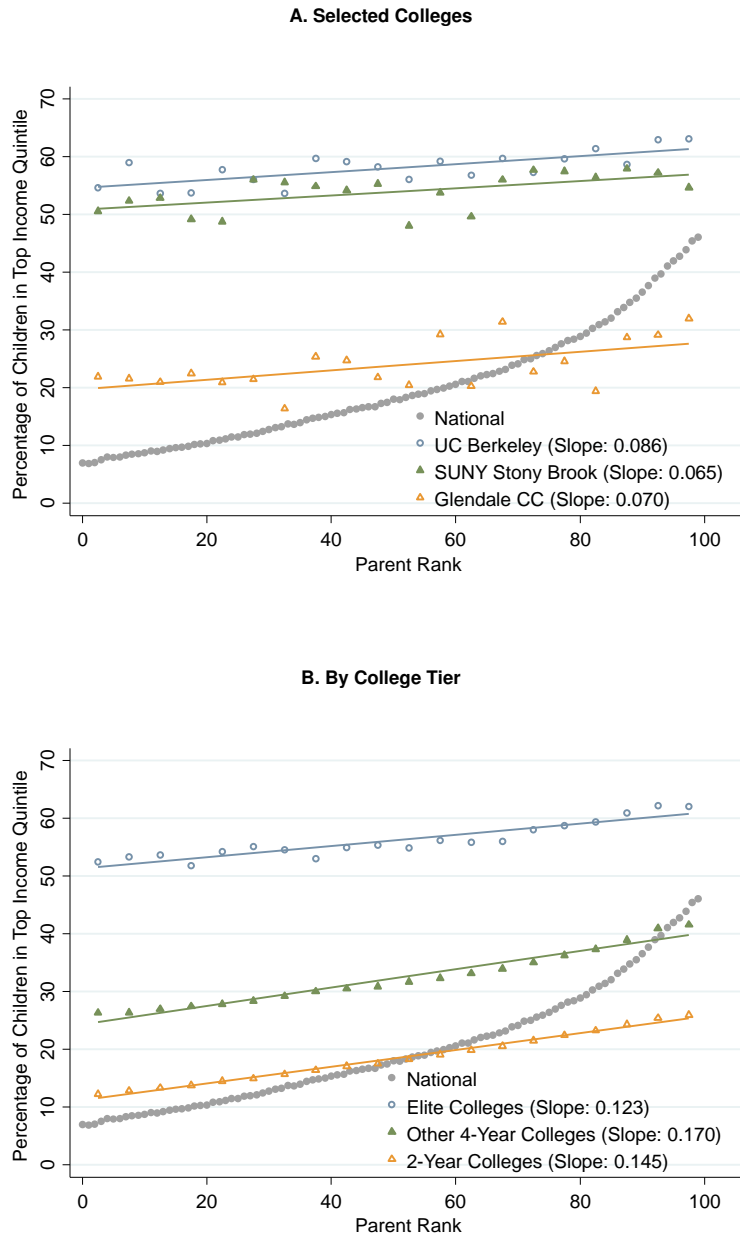 A. Selected Colleges
Percentage of Children in Top Income Quintile
70
60
50
40
30
20
10
0
National
UC Berkeley (Slope: 0.086)
SUNY Stony Brook (Slope: 0.065)
Glendale CC (Slope: 0.070)
0 20 40 60 80 100
Parent Rank
B. By College Tier
Percentage of Children in Top Income Quintile
70
60
50
40
30
20
10
0
National
Elite Colleges (Slope: 0.123)
Other 4-Year Colleges (Slope: 0.170)
2-Year Colleges (Slope: 0.145)
0 20 40 60 80 100
Parent Rank